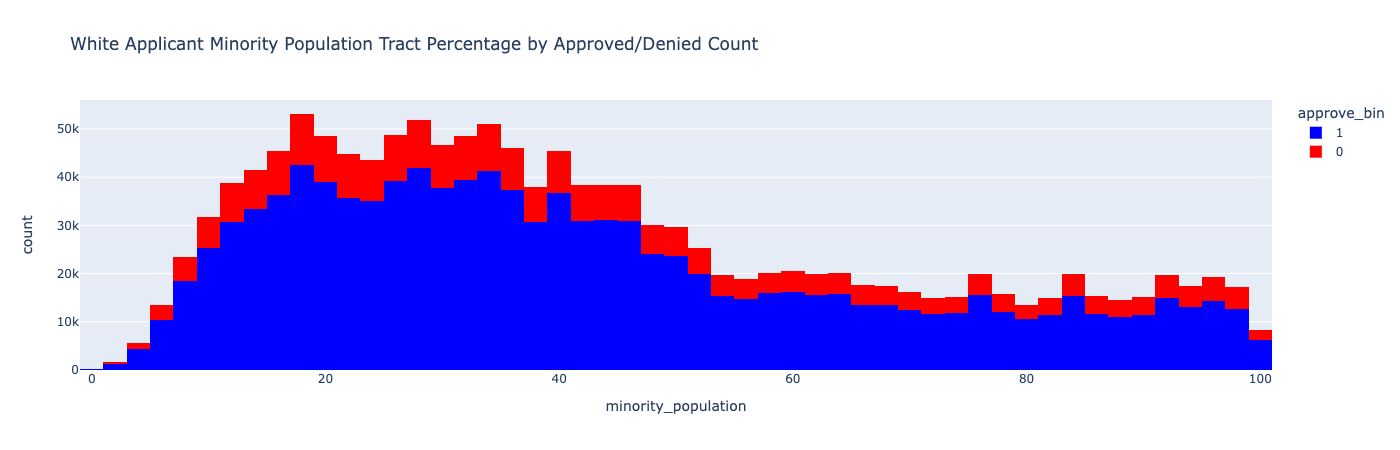 White Applicant Minority Population Tract Percentage by Approved/Denied Count
approve_bin
1
0
50k
40k
30k
20k
10k
0
count
0 20 40 60 80 100
minority_population